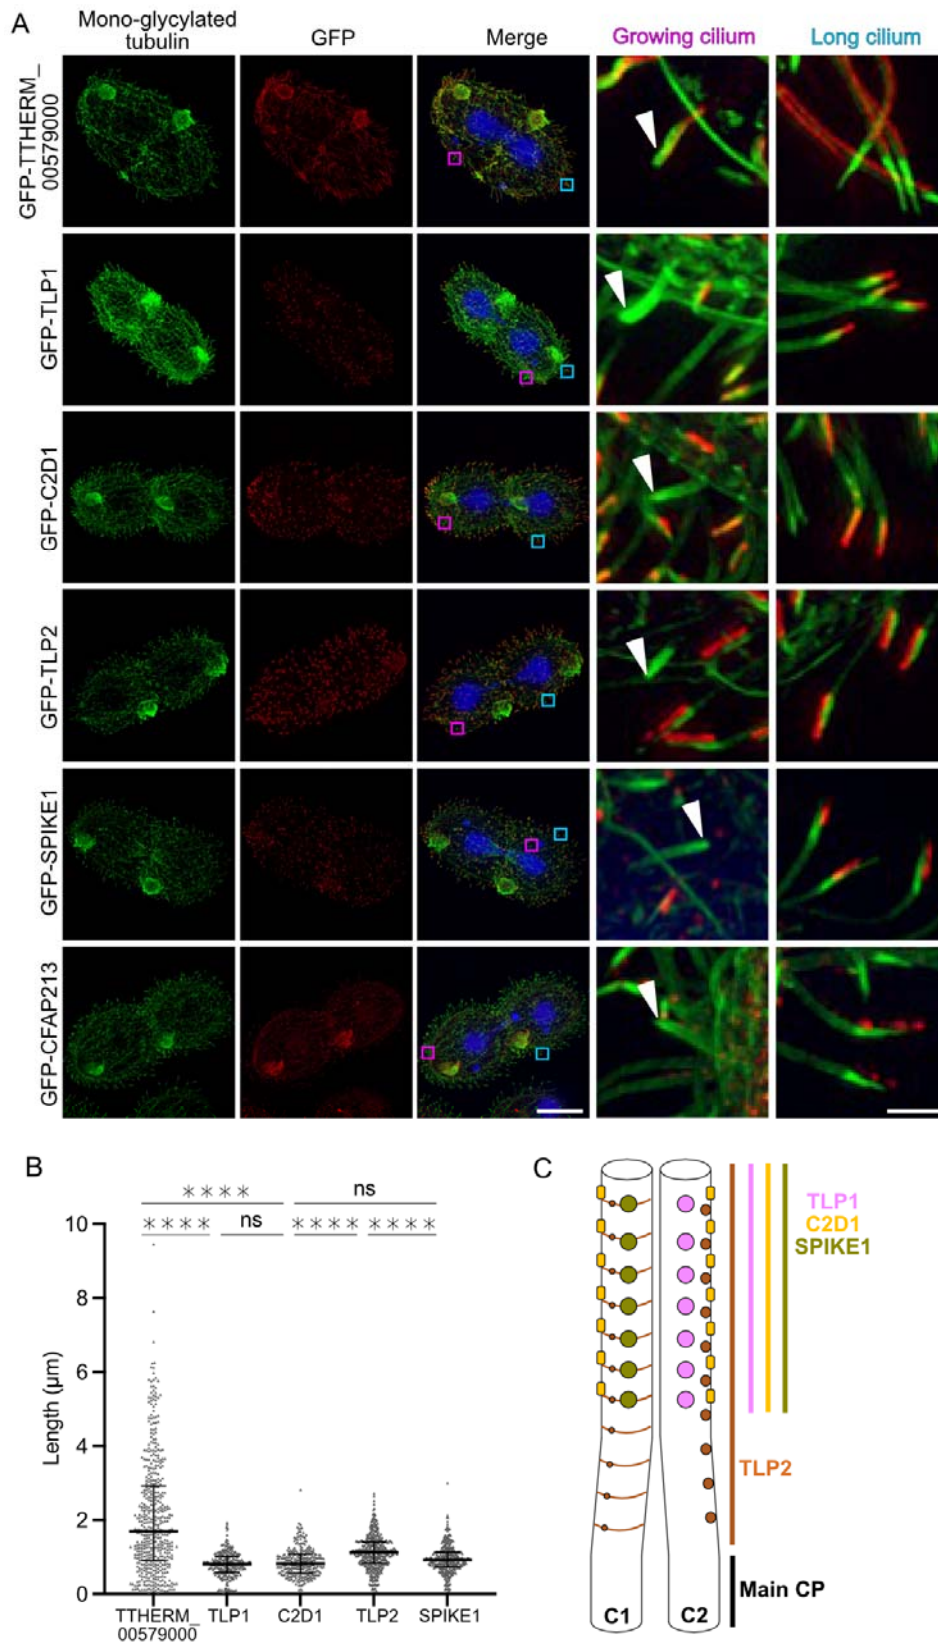 A
Mono-glycylated
tubulin
GFP
Merge
Growing cilium
Long cilium
GFP-TTHERM_
00579000
GFP-TLP1
GFP-C2D1
GFP-TLP2
GFP-SPIKE1
GFP-CFAP213
B
**** ns
**** ns **** ****
10
8
6
4
2
0
Length (µm)
TTHERM_
00579000
TLP1
C2D1
TLP2
SPIKE1
C
TLP1
C2D1
SPIKE1
TLP2
Main CP
C1
C2